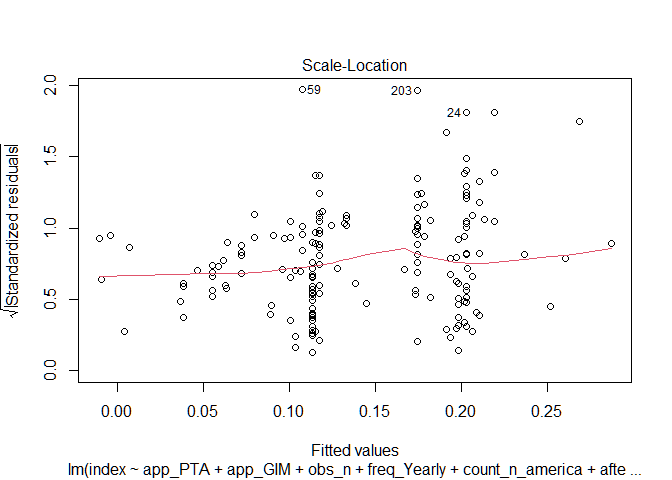 Scale-Location
√|Standardized residuals|
2.0
1.5
1.0
0.5
0.0
59
203
24
0.00 0.05 0.10 0.15 0.20 0.25
Fitted values
lm(index ~ app_PTA + app_GIM + obs_n + freq_Yearly + count_n_america + afte ...